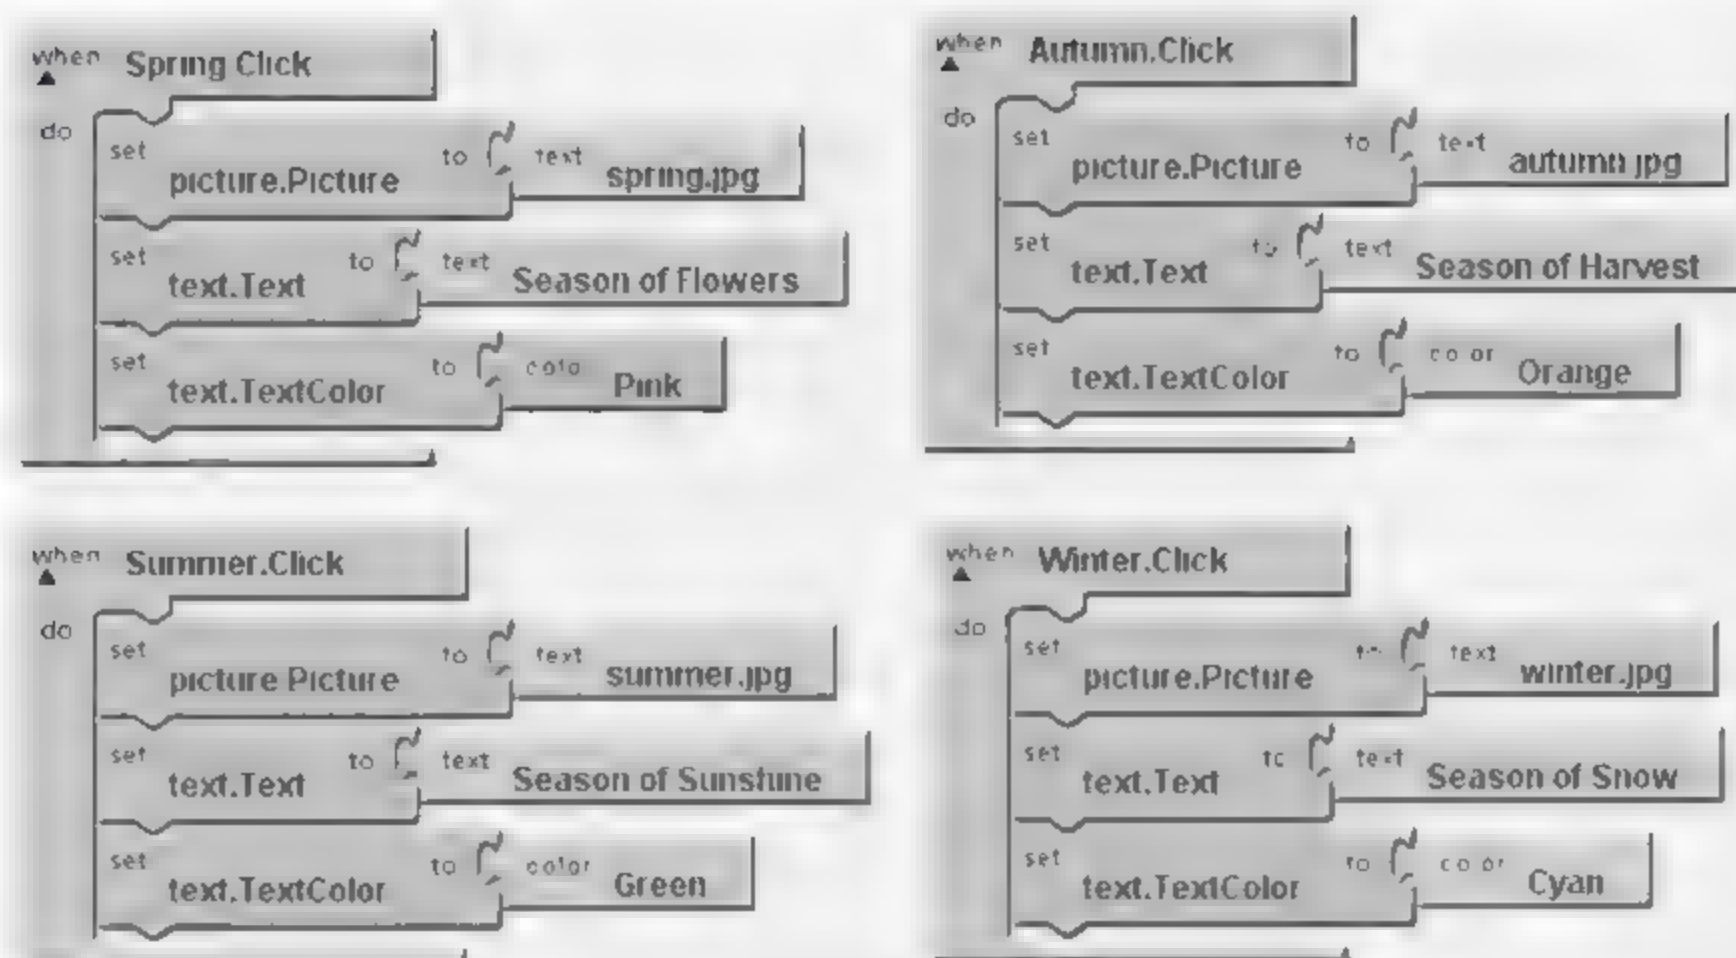 when Spring.Click
do
set picture.Picture to text spring.jpg
set text.Text to text Season of Flowers
set text.TextColor to color Pink
when Autumn.Click
do
set picture.Picture to text autumn.jpg
set text.Text to text Season of Harvest
set text.TextColor to color Orange
when Summer.Click
do
set picture.Picture to text summer.jpg
set text.Text to text Season of Sunshine
set text.TextColor to color Green
when Winter.Click
do
set picture.Picture to text winter.jpg
set text.Text to text Season of Snow
set text.TextColor to color Cyan